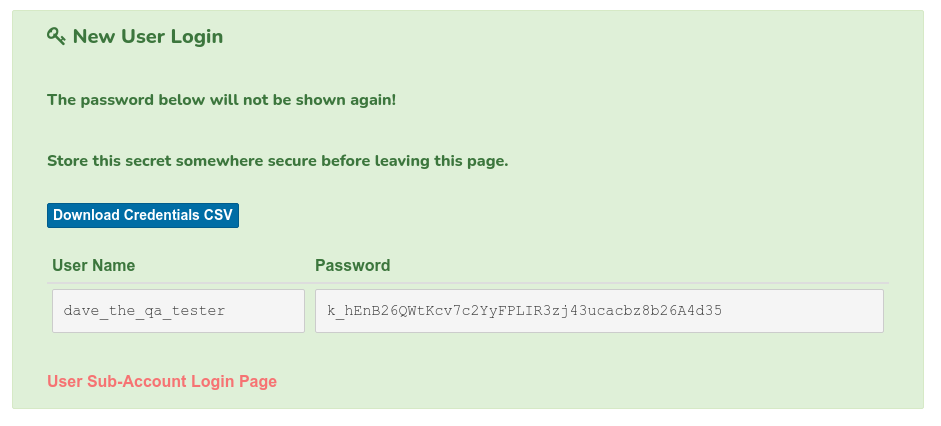 New User Login
The password below will not be shown again!
Store this secret somewhere secure before leaving this page.
Download Credentials CSV
User Name Password
dave_the_qa_tester k_hEnB26QWtKcv7c2YyFPLIR3zj43ucacbz8b26A4d35
User Sub-Account Login Page